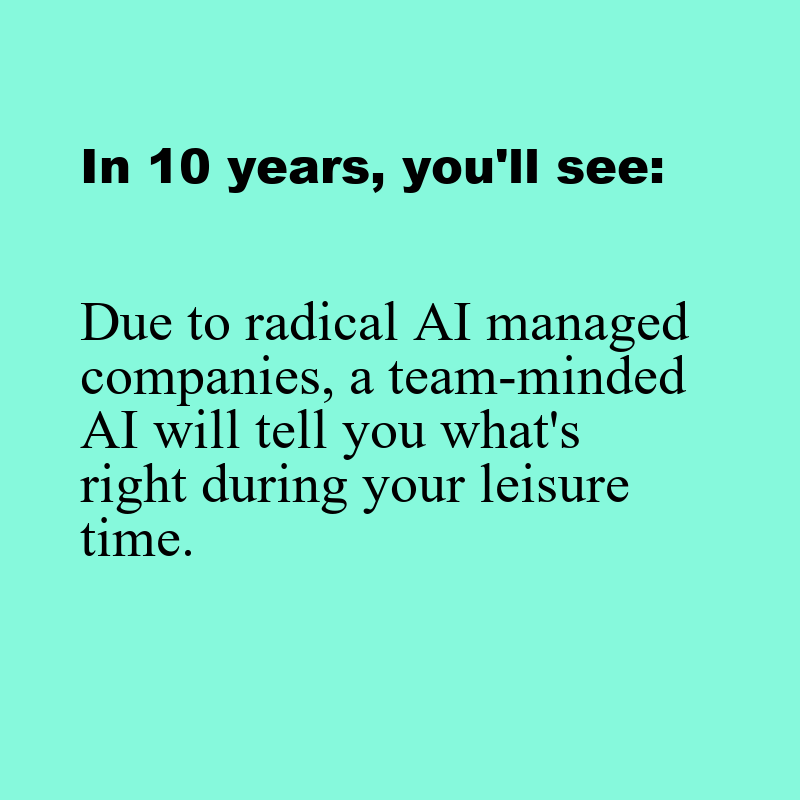 In 10 years, you'll see:
Due to radical AI managed
companies, a team-minded
AI will tell you what's
right during your leisure
time.